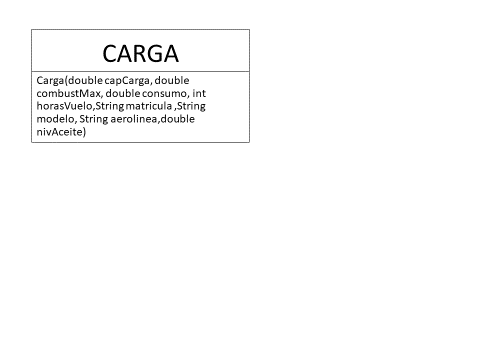 CARGA
Carga(double capCarga, double
combustMax, double consumo, int
horasVuelo,String matricula ,String
modelo, String aerolinea,double
nivAceite)